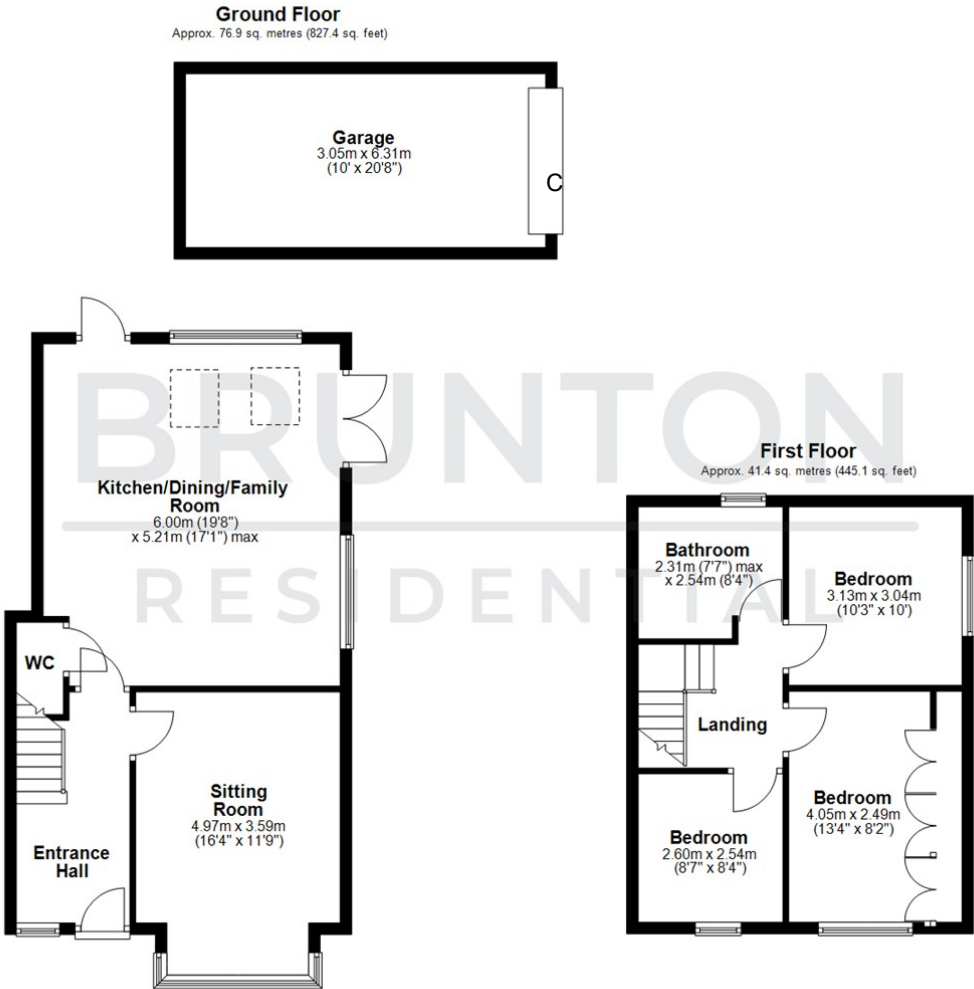 Ground Floor
Approx. 76.9 sq. metres (827.4 sq. feet)
Garage
3.05m x 6.31m
(10' x 20'8")
C
BRUNTON
RESIDENTIAL
Kitchen/Dining/Family
Room
6.00m (19'8")
x 5.21m (17'1") max
WC
Sitting
Room
4.97m x 3.59m
(16'4" x 11'9")
Entrance
Hall
First Floor
Approx. 41.4 sq. metres (445.1 sq. feet)
Bathroom
2.31m (7'7") max
x 2.54m (8'4")
Bedroom
3.13m x 3.04m
(10'3" x 10')
Landing
Bedroom
4.05m x 2.49m
(13'4" x 8'2")
Bedroom
2.60m x 2.54m
(8'7" x 8'4")